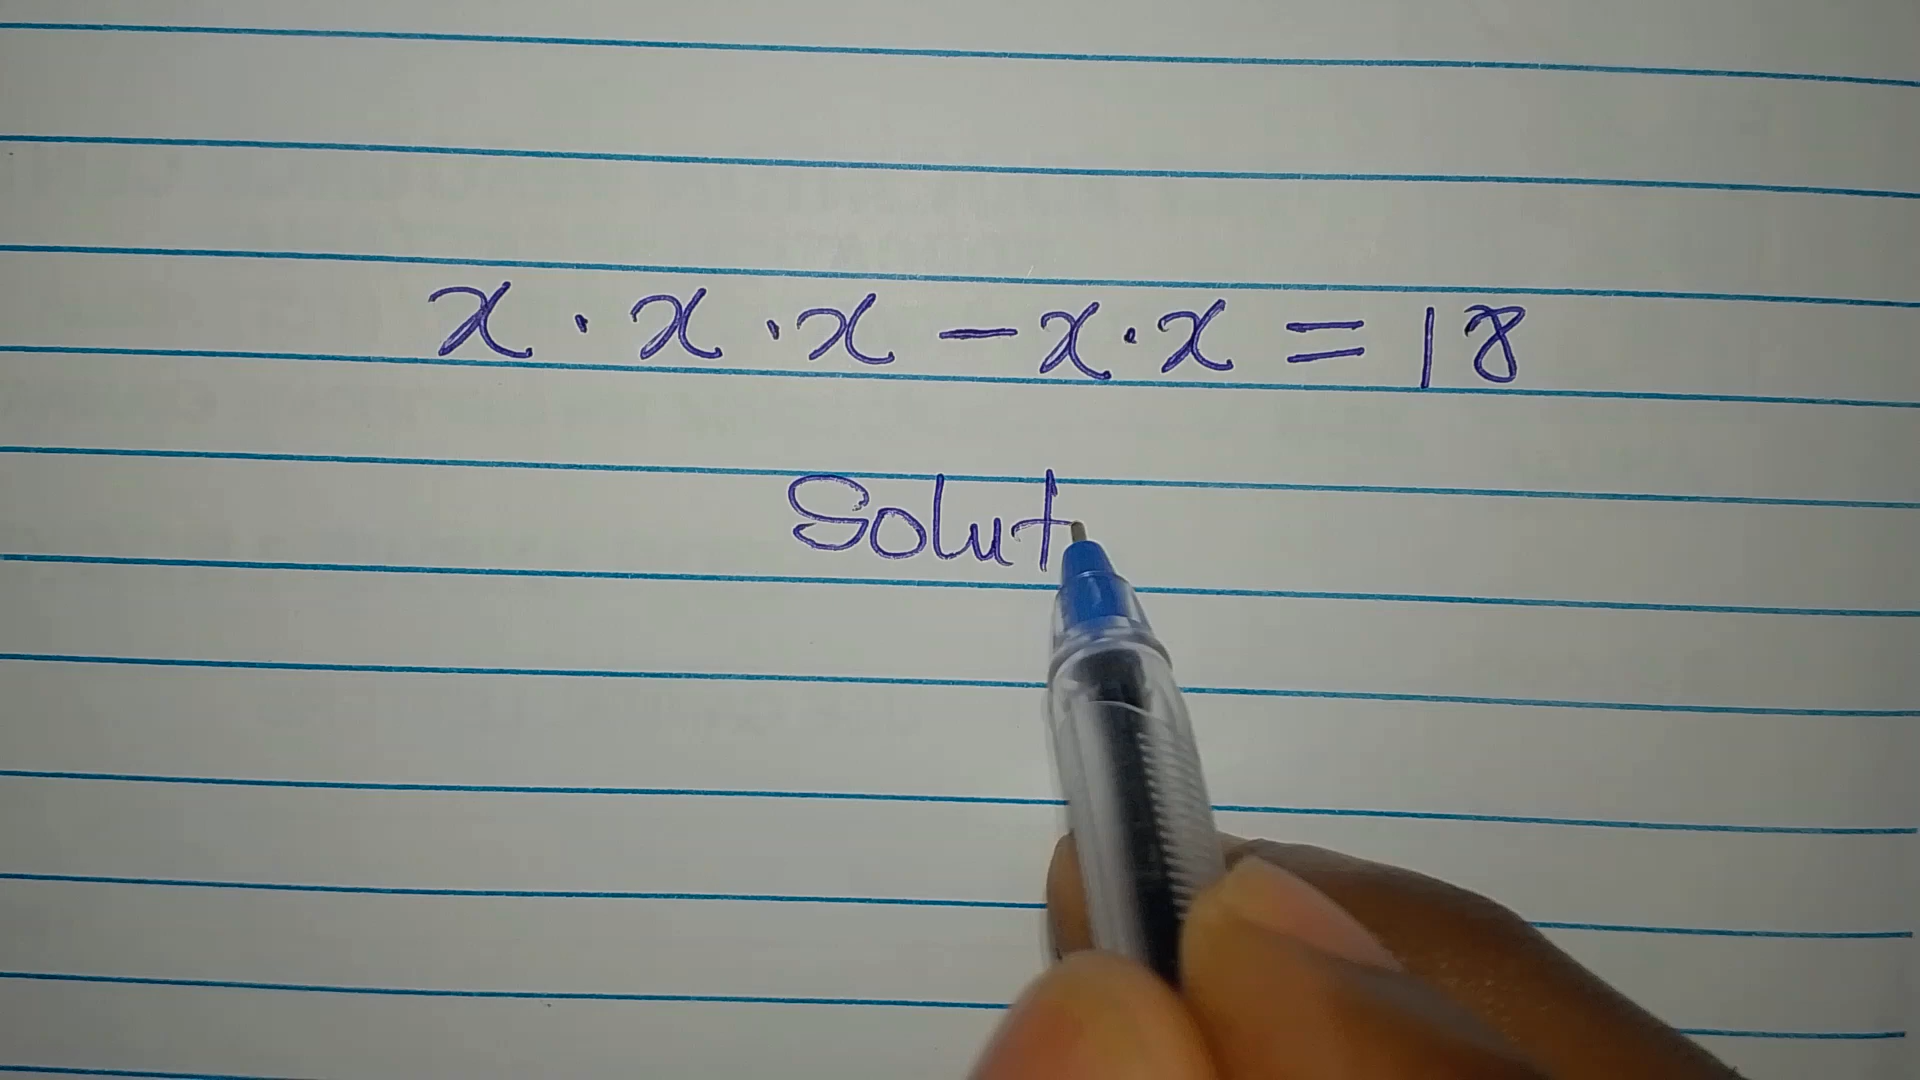 x · x · x - x · x = 18
Solut